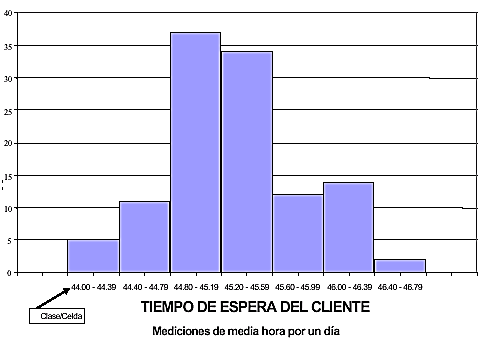 40
35
30
25
20
15
10
5
0
44.00 - 44.39 44.40 - 44.79 44.80 - 45.19 45.20 - 45.59 45.60 - 45.99 46.00 - 46.39 46.40 - 46.79
Clase/Celda
TIEMPO DE ESPERA DEL CLIENTE
Mediciones de media hora por un día